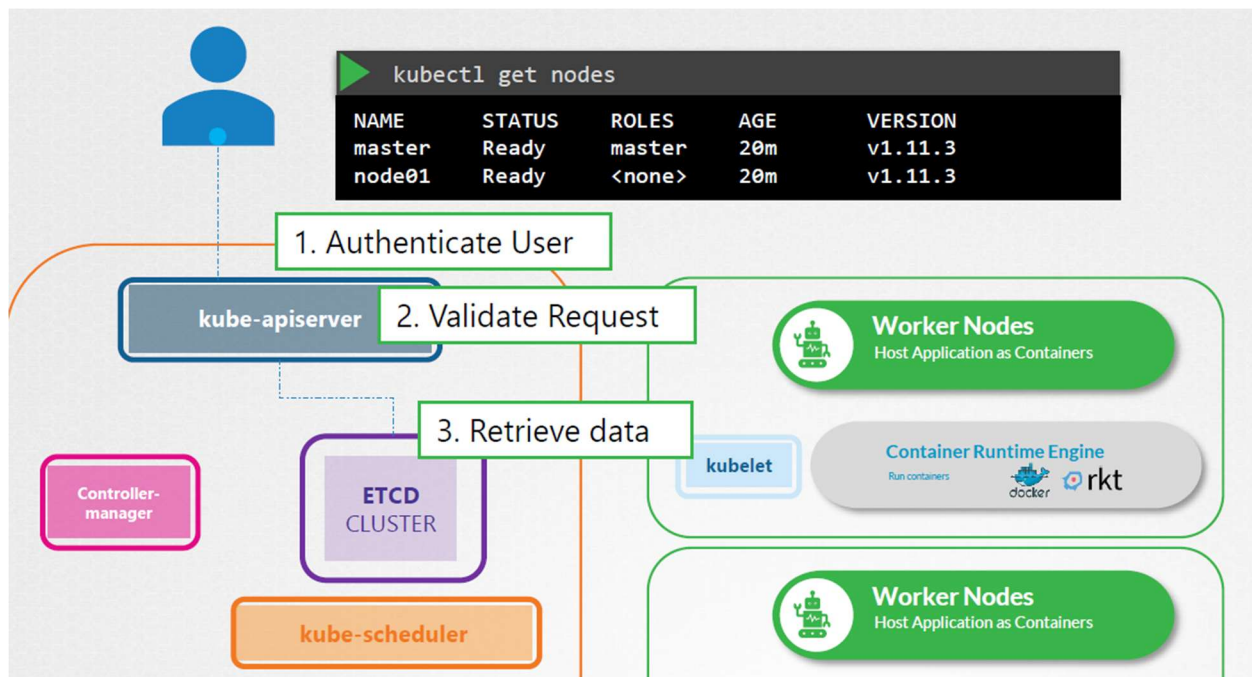 kubectl get nodes
NAME STATUS ROLES AGE VERSION
master Ready master 20m v1.11.3
node01 Ready <none> 20m v1.11.3
1. Authenticate User
kube-apiserver
2. Validate Request
3. Retrieve data
Controller-
manager
ETCD
CLUSTER
kube-scheduler
Worker Nodes
Host Application as Containers
kubelet
Container Runtime Engine
Run containers
docker
rkt
Worker Nodes
Host Application as Containers